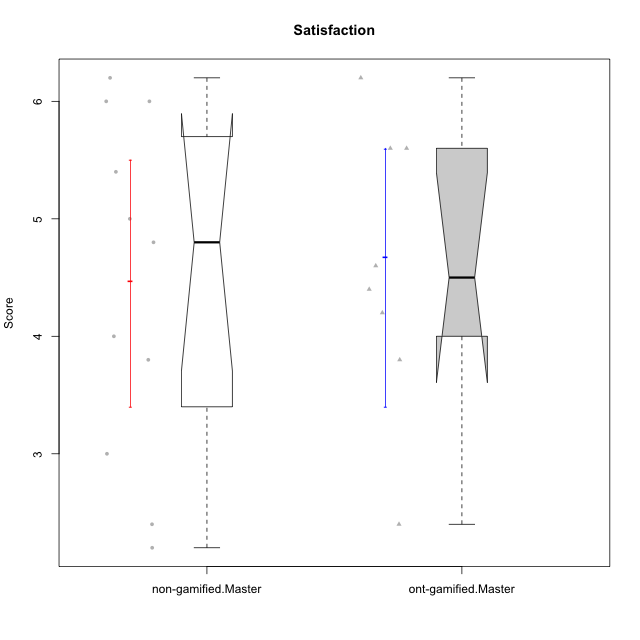 Satisfaction
Score
6
5
4
3
non-gamified.Master
ont-gamified.Master